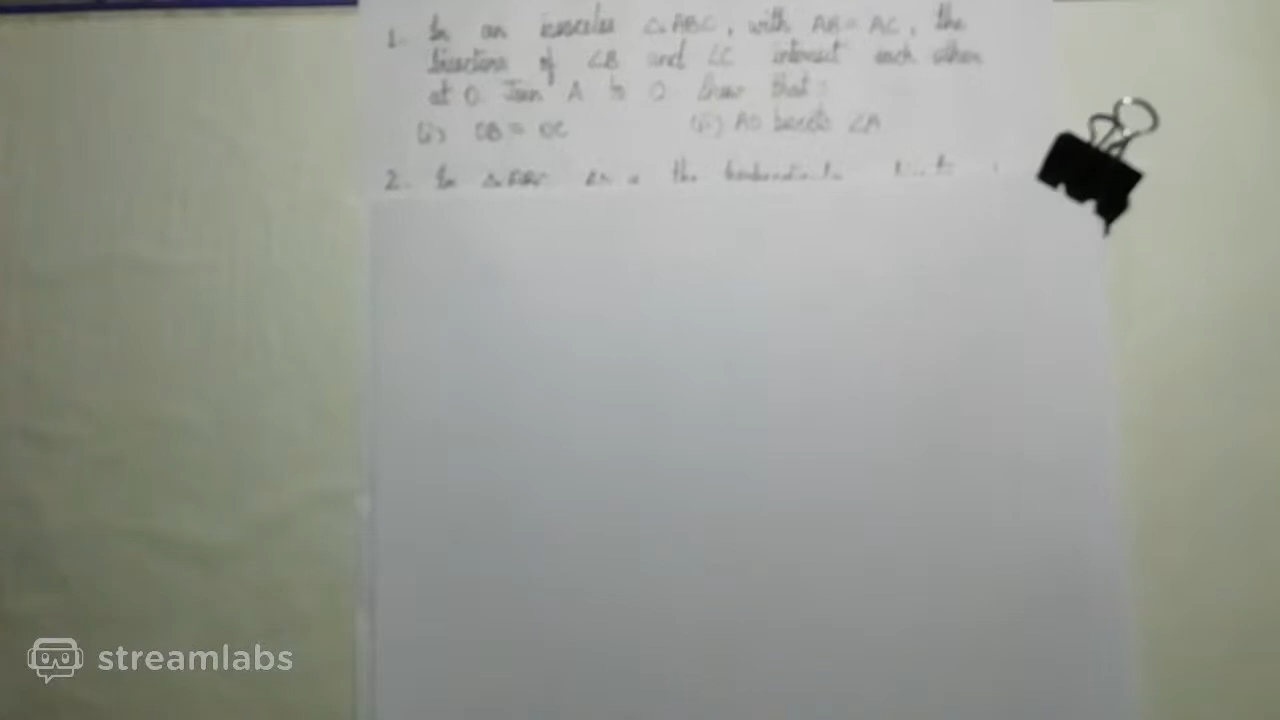 1. In an isosceles △ABC, with AB = AC, the
bisectors of ∠B and ∠C intersect each other
at O. Join A to O. Show that :
(i) OB = OC (ii) AO bisects ∠A
2. In the
streamlabs